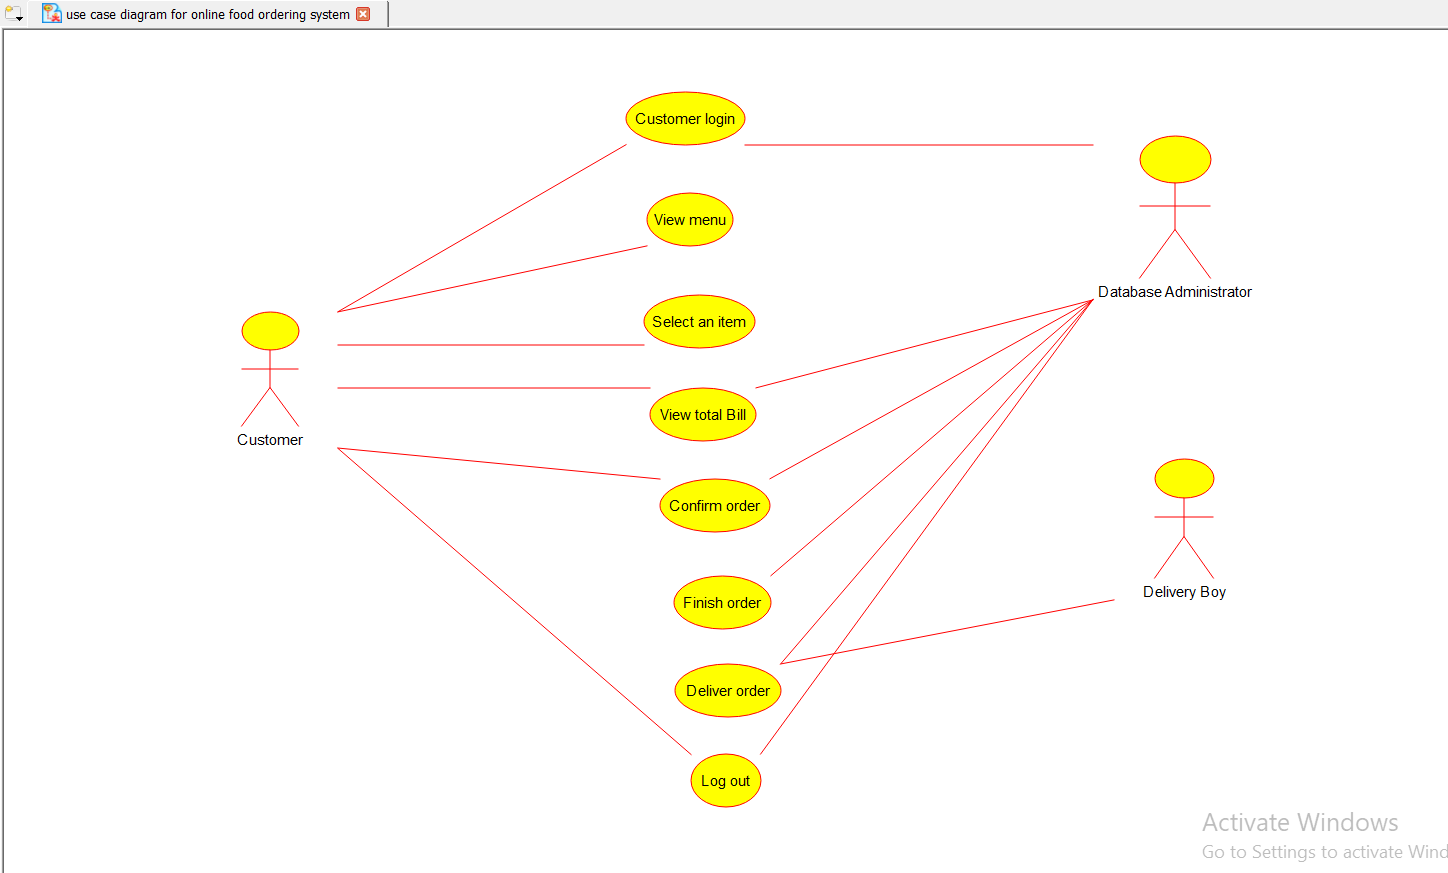 use case diagram for online food ordering system
Customer login
View menu
Select an item
View total Bill
Confirm order
Finish order
Deliver order
Log out
Customer
Database Administrator
Delivery Boy
Activate Windows
Go to Settings to activate Wind